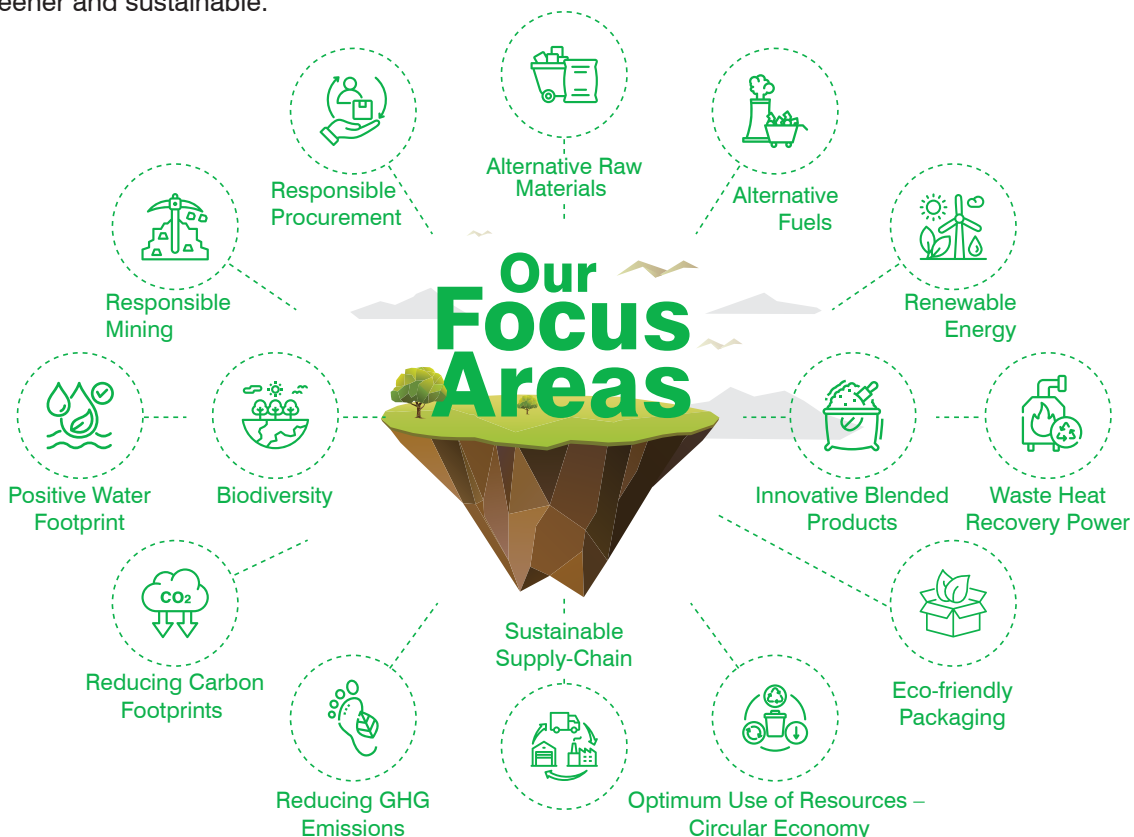 eener and sustainable.
Alternative Raw
Materials
Responsible
Procurement
Alternative
Fuels
Responsible
Mining
Our
Focus
Areas
Renewable
Energy
Positive Water
Footprint
Biodiversity
Innovative Blended
Products
Waste Heat
Recovery Power
CO₂
Reducing Carbon
Footprints
Sustainable
Supply-Chain
Eco-friendly
Packaging
Reducing GHG
Emissions
Optimum Use of Resources –
Circular Economy